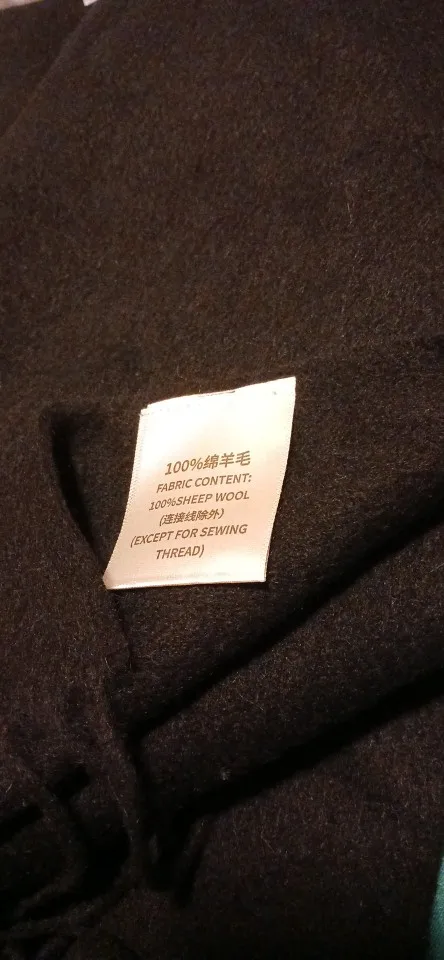 100%绵羊毛
FABRIC CONTENT:
100%SHEEP WOOL
(连接线除外)
(EXCEPT FOR SEWING
THREAD)